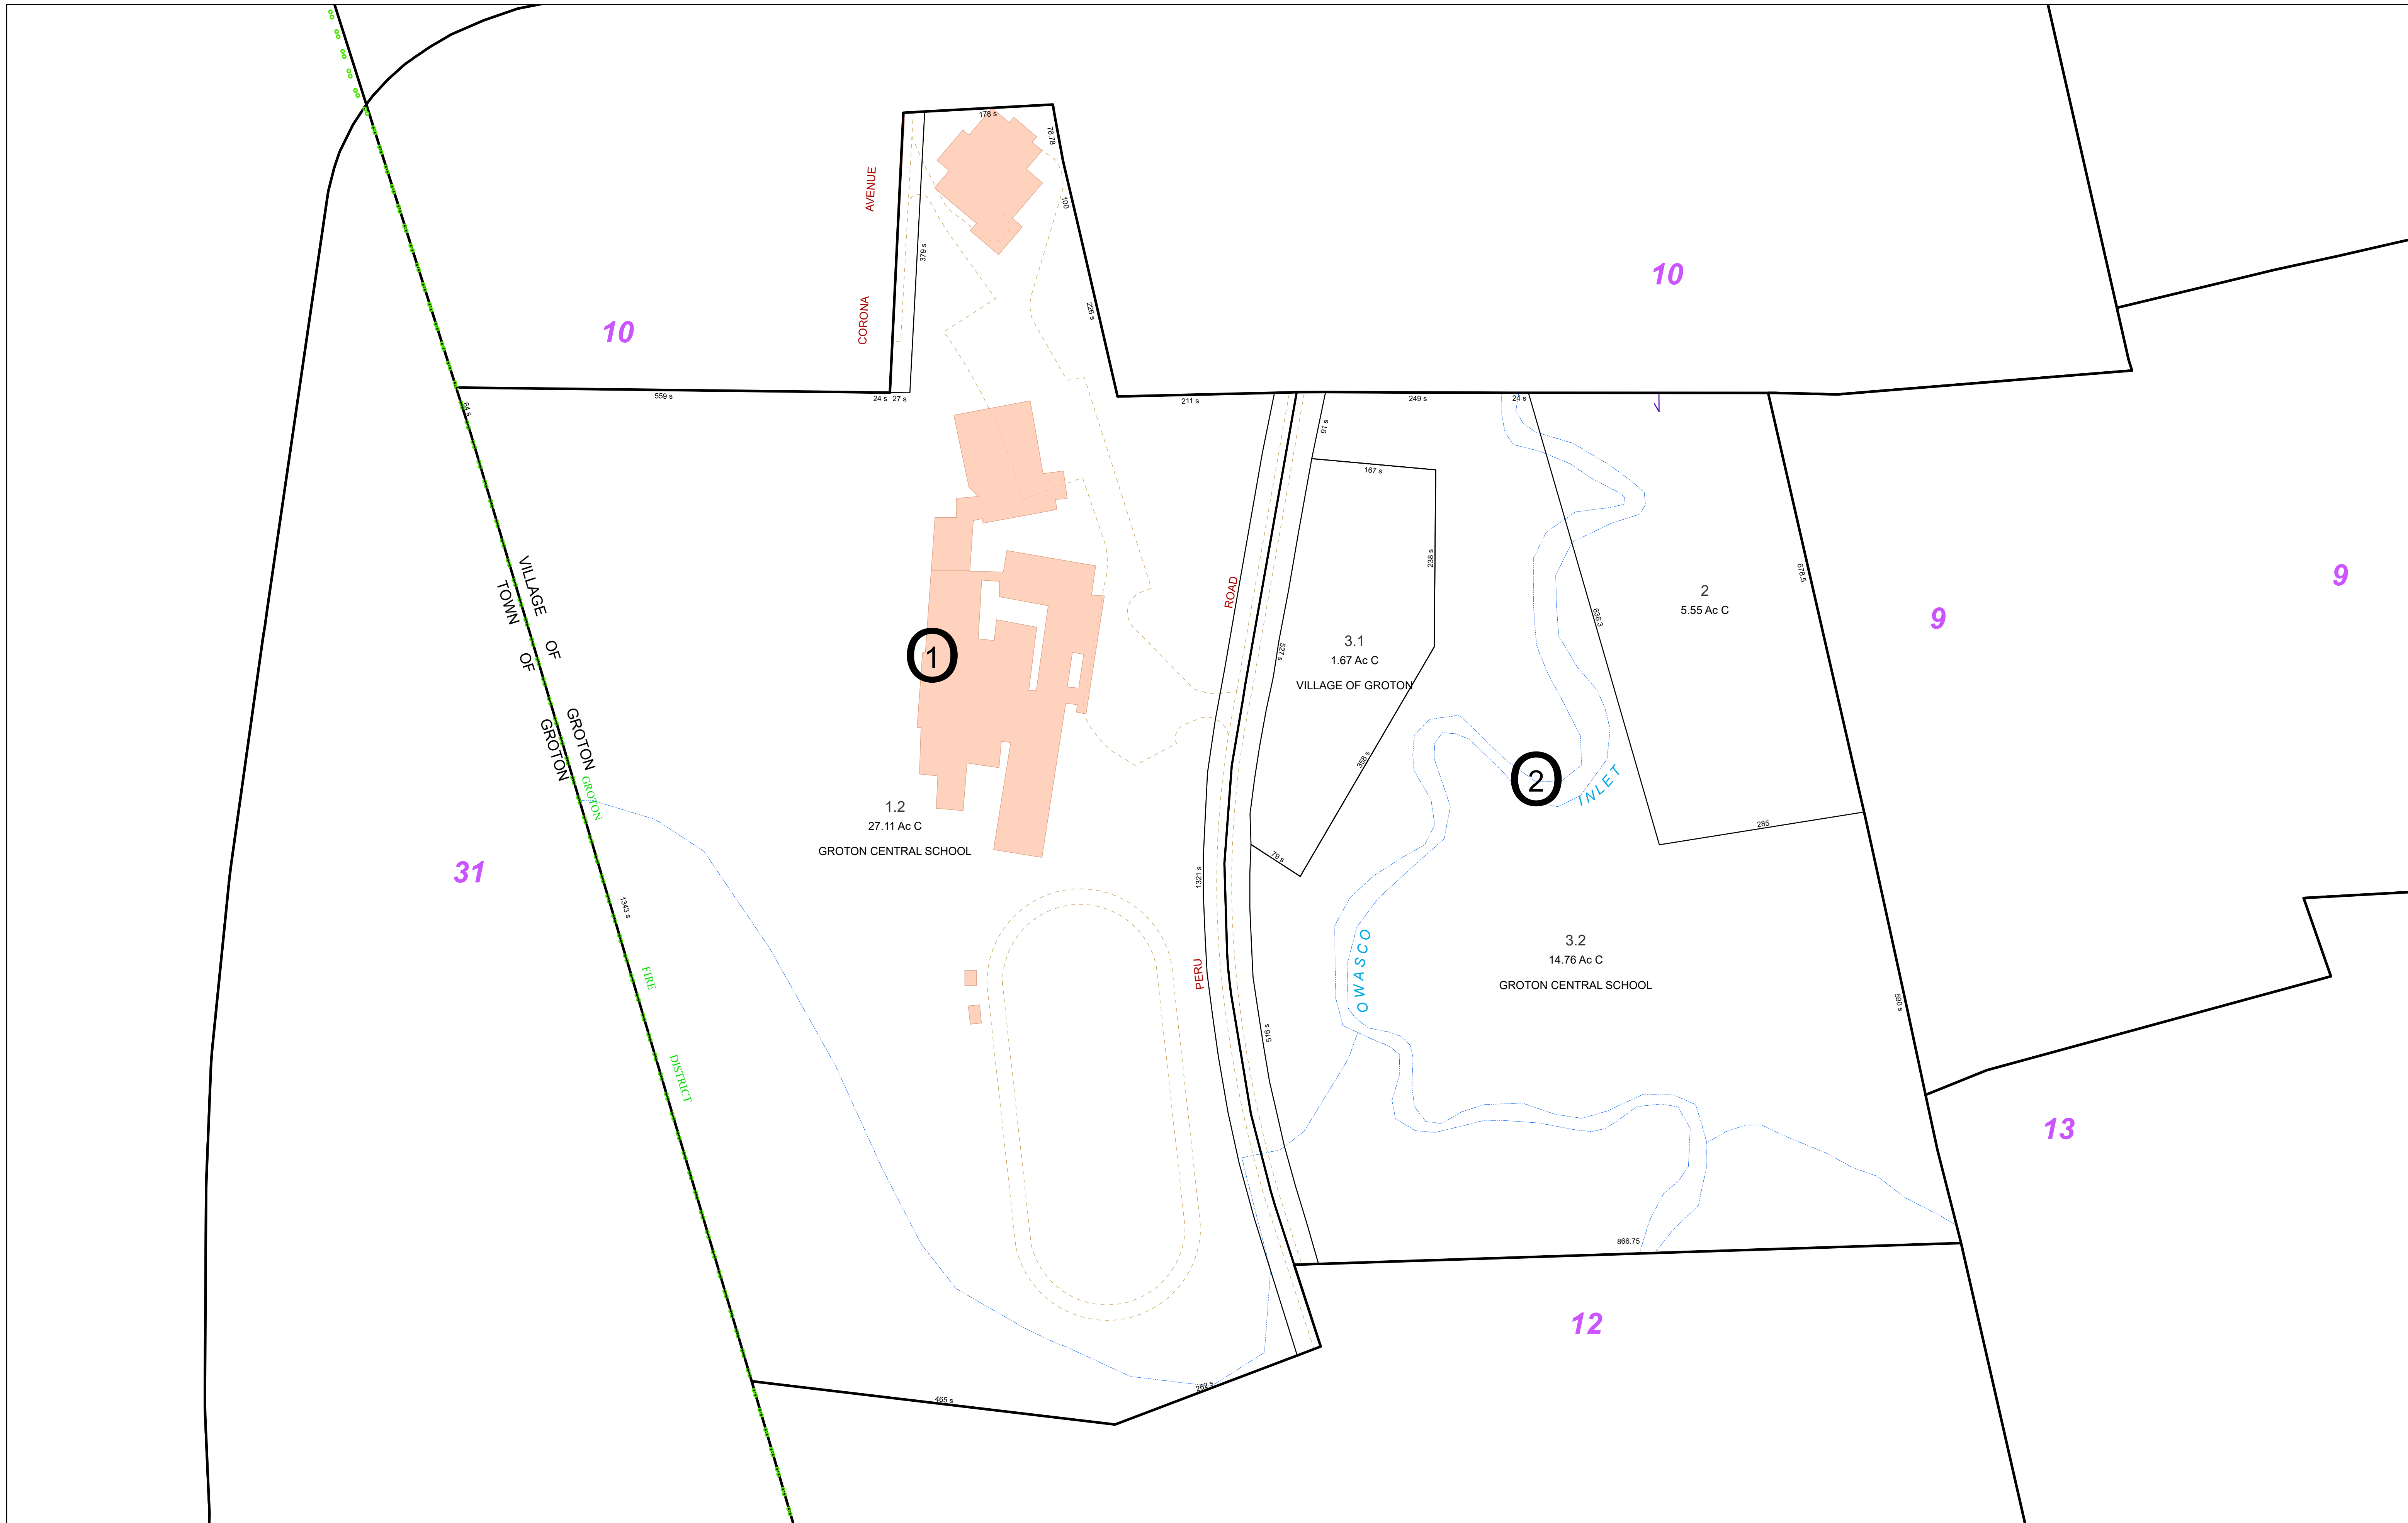 178 s
76.78
AVENUE
100
379 s
10
CORONA
226 s
10
559 s
24 s
27 s
211 s
249 s
24 s
64 s
91 s
167 s
238 s
678.5
9
9
VILLAGE OF GROTON
TOWN OF GROTON
ROAD
636.3
2
5.55 Ac C
3.1
1.67 Ac C
VILLAGE OF GROTON
527 s
1
358 s
2
INLET
1.2
27.11 Ac C
GROTON CENTRAL SCHOOL
285
79 s
31
1343 s
1321 s
GROTON FIRE DISTRICT
OWASCO
3.2
14.76 Ac C
GROTON CENTRAL SCHOOL
PERU
516 s
590 s
13
866.75
12
465 s
262 s